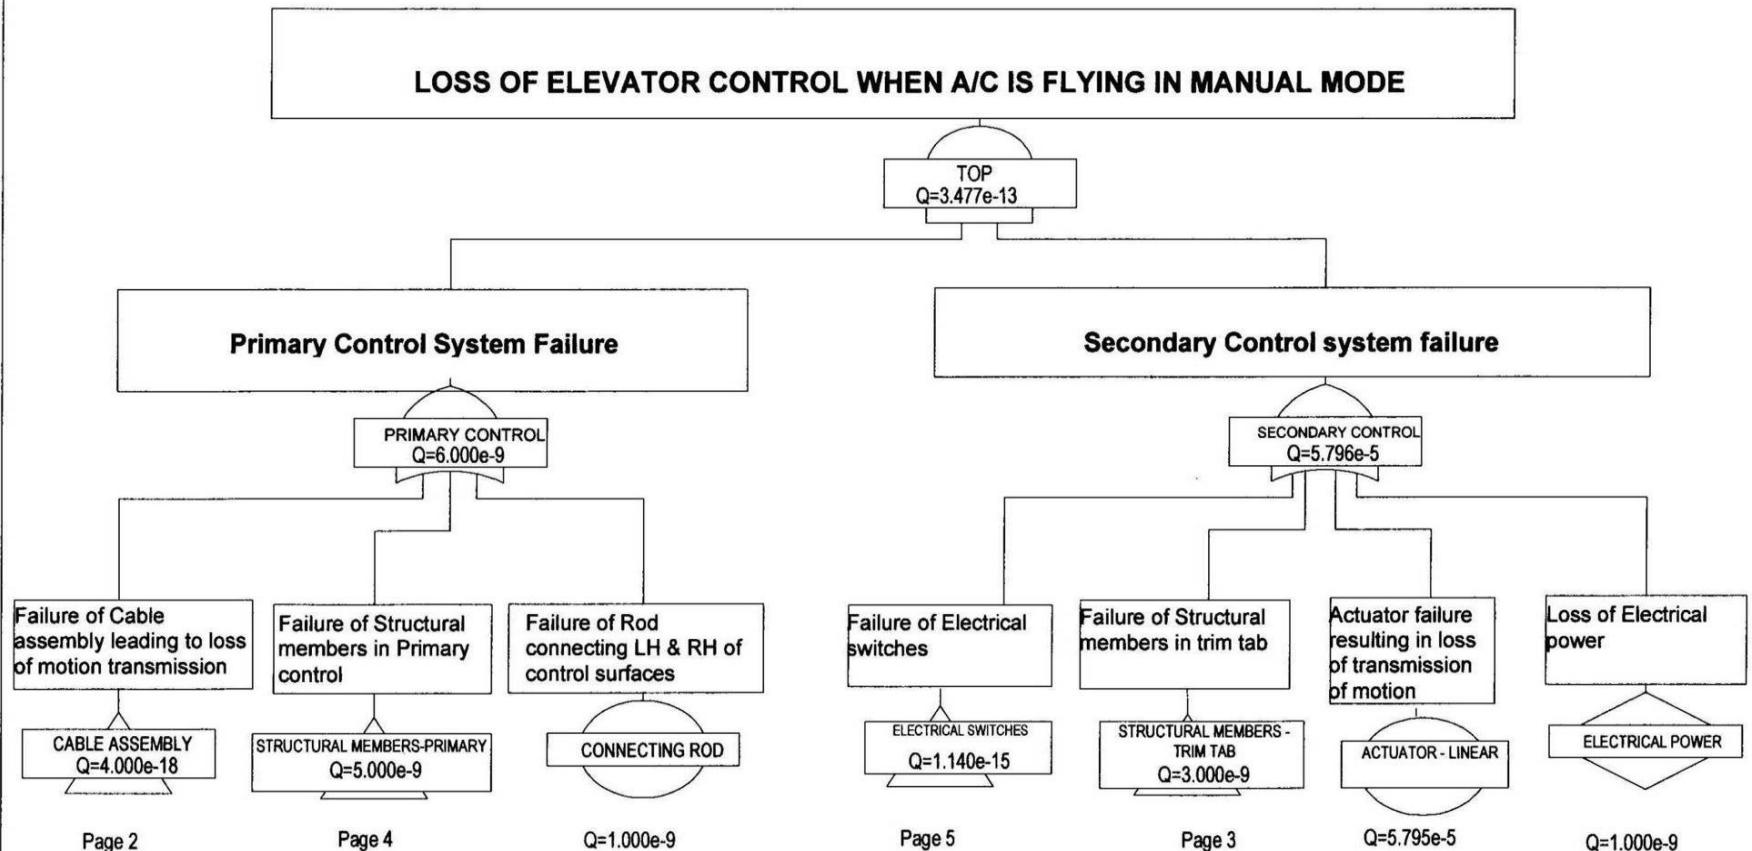 LOSS OF ELEVATOR CONTROL WHEN A/C IS FLYING IN MANUAL MODE
TOP
Q=3.477e-13
Primary Control System Failure
PRIMARY CONTROL
Q=6.000e-9
Secondary Control system failure
SECONDARY CONTROL
Q=5.796e-5
Failure of Cable
assembly leading to loss
of motion transmission
CABLE ASSEMBLY
Q=4.000e-18
Page 2
Failure of Structural
members in Primary
control
STRUCTURAL MEMBERS-PRIMARY
Q=5.000e-9
Page 4
Failure of Rod
connecting LH & RH of
control surfaces
CONNECTING ROD
Q=1.000e-9
Failure of Electrical
switches
ELECTRICAL SWITCHES
Q=1.140e-15
Page 5
Failure of Structural
members in trim tab
STRUCTURAL MEMBERS -
TRIM TAB
Q=3.000e-9
Page 3
Actuator failure
resulting in loss
of transmission
of motion
ACTUATOR - LINEAR
Q=5.795e-5
Loss of Electrical
power
ELECTRICAL POWER
Q=1.000e-9